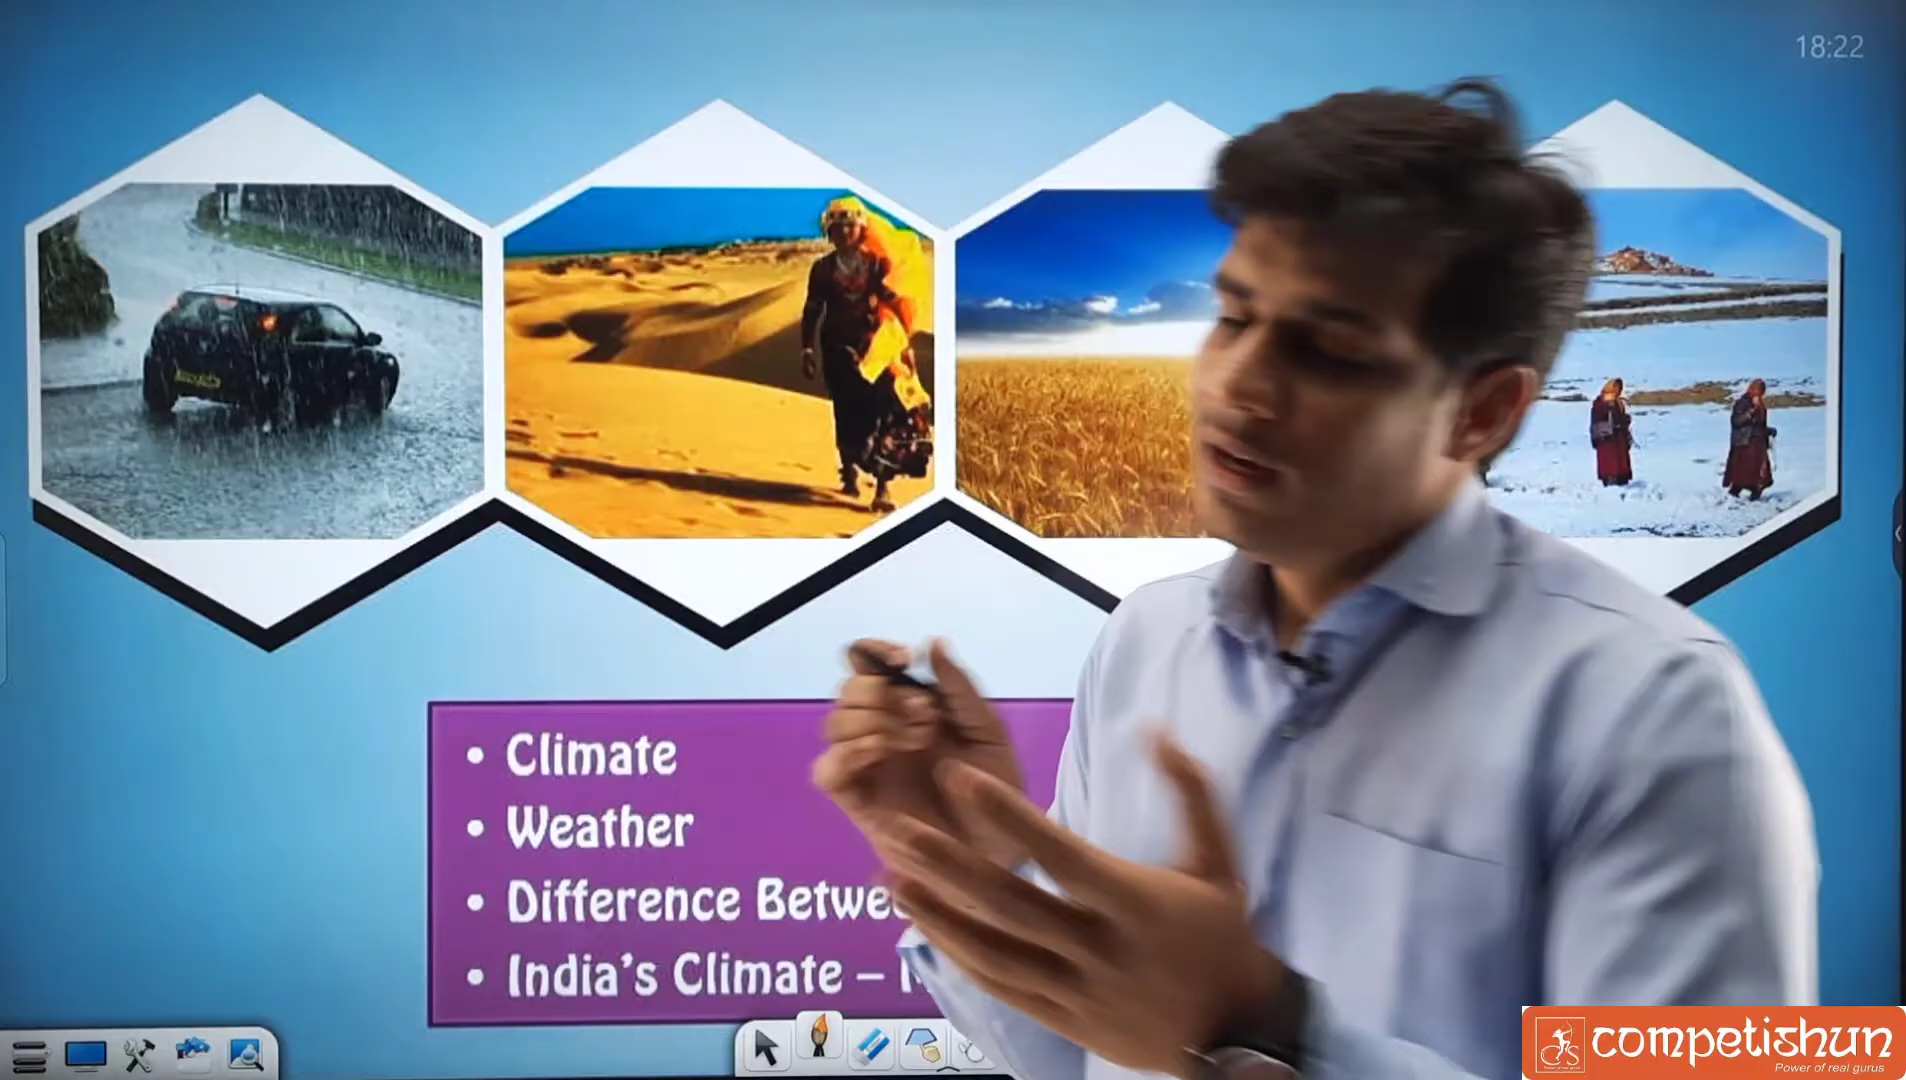 18:22
• Climate
• Weather
• Difference Betwe
• India's Climate –
competishun
Power of real gurus